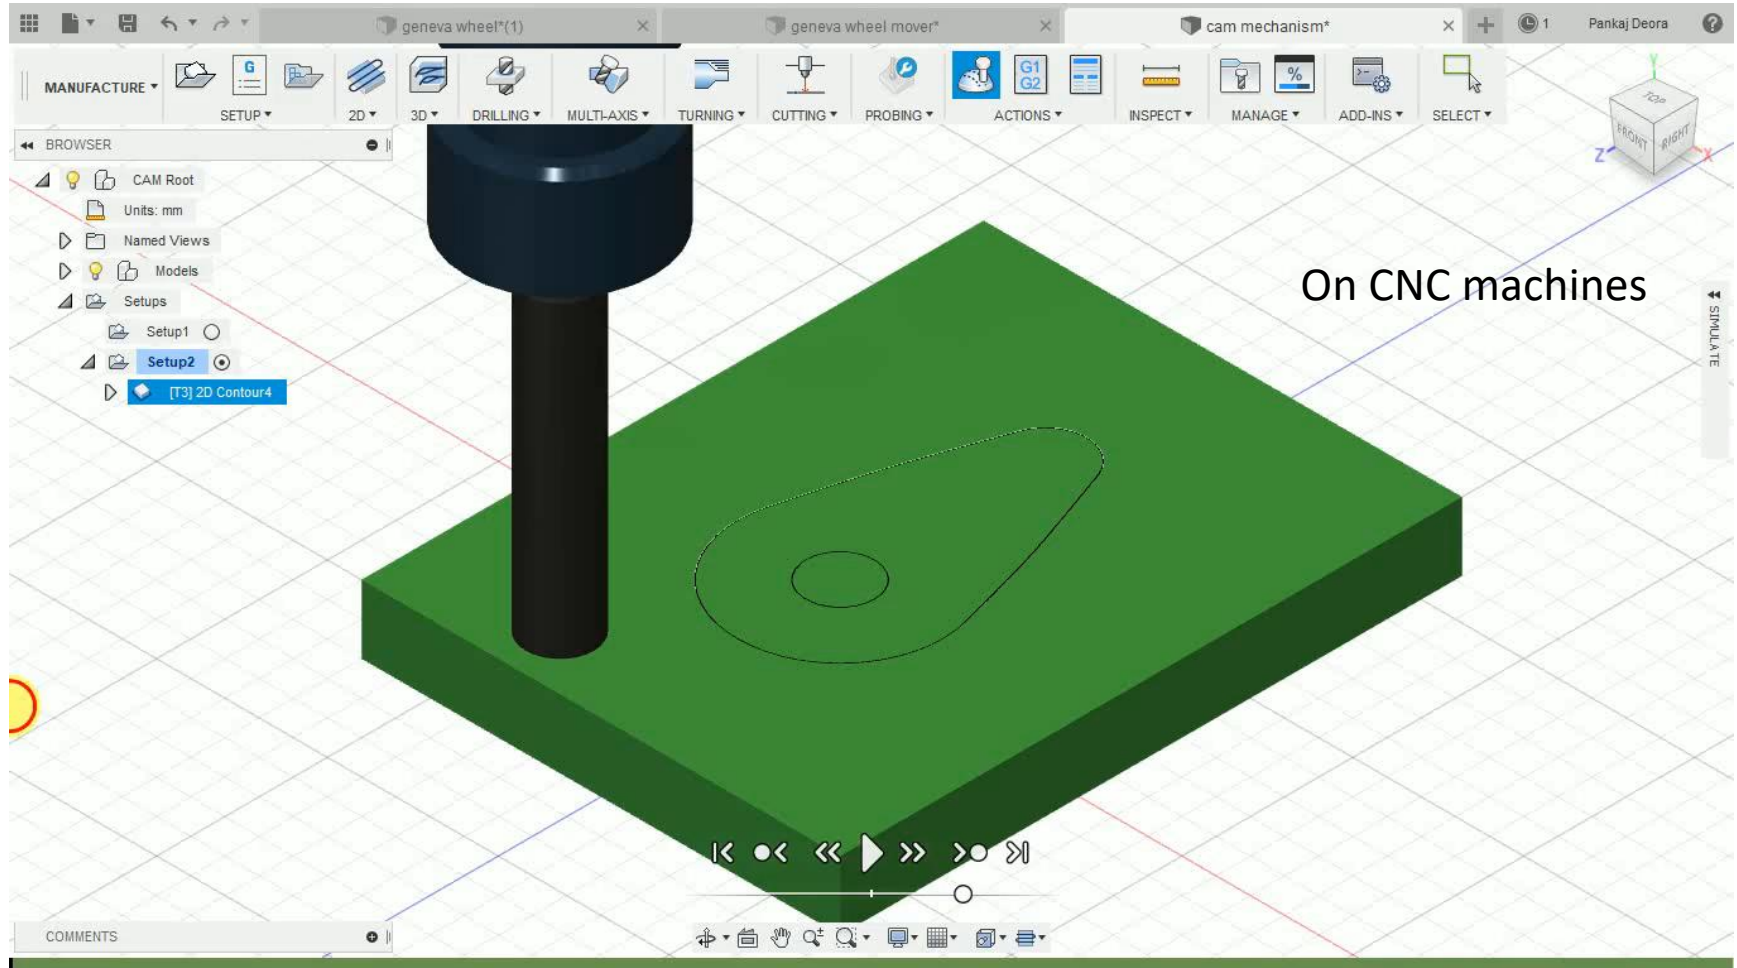 geneva wheel*(1)
geneva wheel mover*
cam mechanism*
1
Pankaj Deora
MANUFACTURE
G
G1
G2
%
SETUP
2D
3D
DRILLING
MULTI-AXIS
TURNING
CUTTING
PROBING
ACTIONS
INSPECT
MANAGE
ADD-INS
SELECT
BROWSER
CAM Root
Units: mm
Named Views
Models
Setups
Setup1
Setup2
[T3] 2D Contour4
Y
TOP
FRONT
RIGHT
Z
X
On CNC machines
SIMULATE
COMMENTS